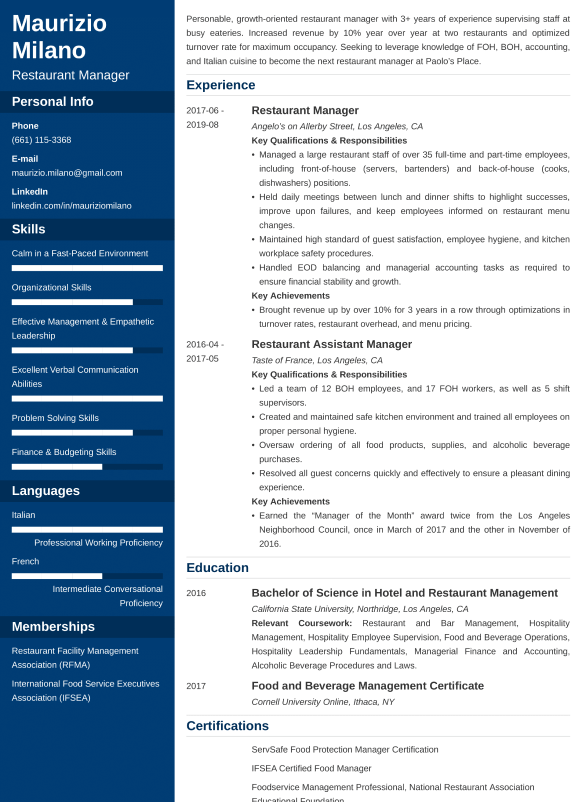 Maurizio
Milano
Restaurant Manager
Personal Info
Phone
(661) 115-3368
E-mail
maurizio.milano@gmail.com
LinkedIn
linkedin.com/in/mauriziomilano
Skills
Calm in a Fast-Paced Environment
Organizational Skills
Effective Management & Empathetic
Leadership
Excellent Verbal Communication
Abilities
Problem Solving Skills
Finance & Budgeting Skills
Languages
Italian
Professional Working Proficiency
French
Intermediate Conversational
Proficiency
Memberships
Restaurant Facility Management
Association (RFMA)
International Food Service Executives
Association (IFSEA)
Personable, growth-oriented restaurant manager with 3+ years of experience supervising staff at
busy eateries. Increased revenue by 10% year over year at two restaurants and optimized
turnover rate for maximum occupancy. Seeking to leverage knowledge of FOH, BOH, accounting,
and Italian cuisine to become the next restaurant manager at Paolo's Place.
Experience
2017-06 -
2019-08
Restaurant Manager
Angelo's on Allerby Street, Los Angeles, CA
Key Qualifications & Responsibilities
• Managed a large restaurant staff of over 35 full-time and part-time employees,
including front-of-house (servers, bartenders) and back-of-house (cooks,
dishwashers) positions.
• Held daily meetings between lunch and dinner shifts to highlight successes,
improve upon failures, and keep employees informed on restaurant menu
changes.
• Maintained high standard of guest satisfaction, employee hygiene, and kitchen
workplace safety procedures.
• Handled EOD balancing and managerial accounting tasks as required to
ensure financial stability and growth.
Key Achievements
• Brought revenue up by over 10% for 3 years in a row through optimizations in
turnover rates, restaurant overhead, and menu pricing.
2016-04 -
2017-05
Restaurant Assistant Manager
Taste of France, Los Angeles, CA
Key Qualifications & Responsibilities
• Led a team of 12 BOH employees, and 17 FOH workers, as well as 5 shift
supervisors.
• Created and maintained safe kitchen environment and trained all employees on
proper personal hygiene.
• Oversaw ordering of all food products, supplies, and alcoholic beverage
purchases.
• Resolved all guest concerns quickly and effectively to ensure a pleasant dining
experience.
Key Achievements
• Earned the "Manager of the Month" award twice from the Los Angeles
Neighborhood Council, once in March of 2017 and the other in November of
2016.
Education
2016
Bachelor of Science in Hotel and Restaurant Management
California State University, Northridge, Los Angeles, CA
Relevant Coursework: Restaurant and Bar Management, Hospitality
Management, Hospitality Employee Supervision, Food and Beverage Operations,
Hospitality Leadership Fundamentals, Managerial Finance and Accounting,
Alcoholic Beverage Procedures and Laws.
2017
Food and Beverage Management Certificate
Cornell University Online, Ithaca, NY
Certifications
ServSafe Food Protection Manager Certification
IFSEA Certified Food Manager
Foodservice Management Professional, National Restaurant Association
Educational Foundation